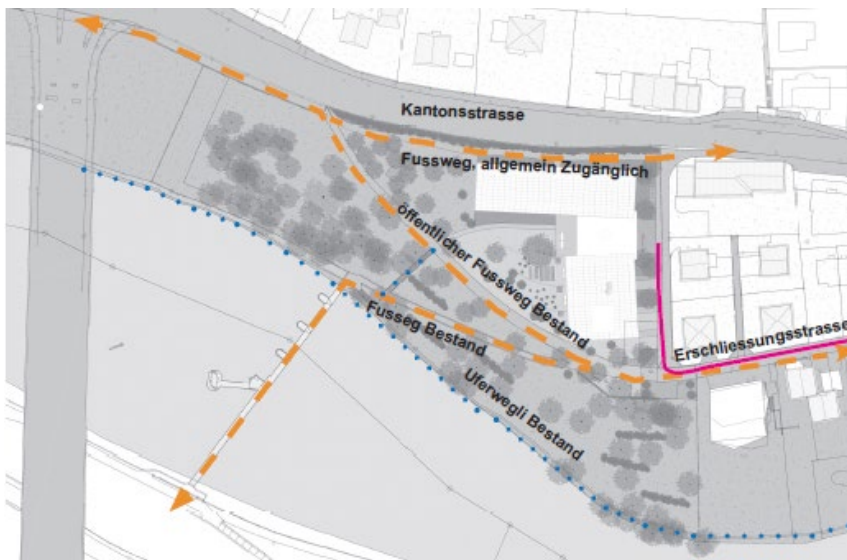 Kantonsstrasse
Fussweg, allgemein Zugänglich
öffentlicher Fussweg Bestand
Fusseg Bestand
Erschliessungsstrasse
Uferwegli Bestand